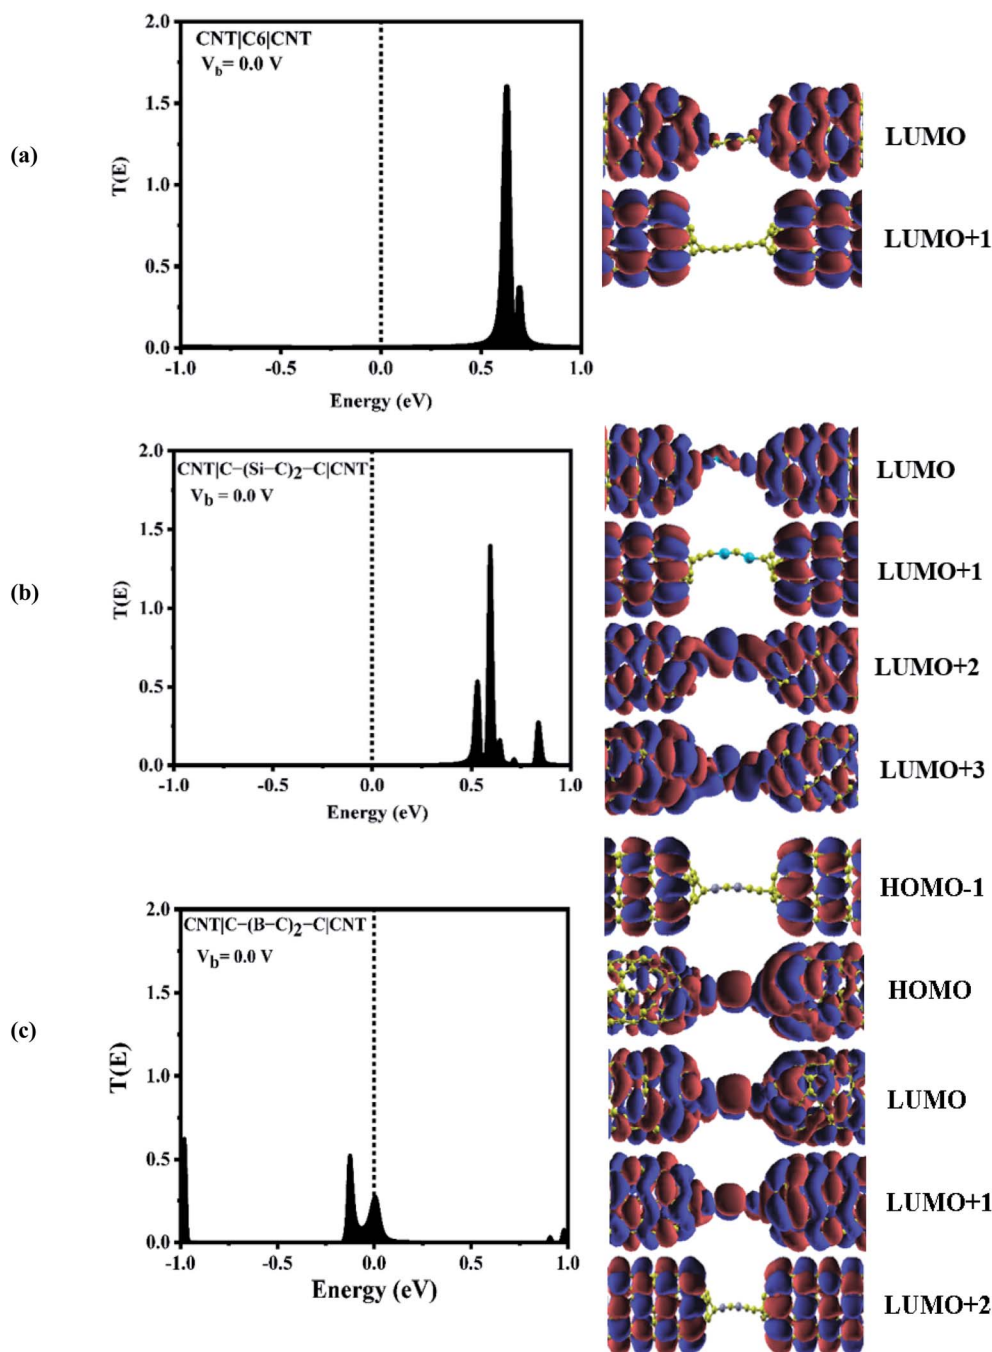 (a)
CNT|C6|CNT
V_b= 0.0 V
T(E)
2.0
1.5
1.0
0.5
0.0
-1.0 -0.5 0.0 0.5 1.0
Energy (eV)
LUMO
LUMO+1
(b)
CNT|C−(Si−C)_2−C|CNT
V_b = 0.0 V
T(E)
2.0
1.5
1.0
0.5
0.0
-1.0 -0.5 0.0 0.5 1.0
Energy (eV)
LUMO
LUMO+1
LUMO+2
LUMO+3
(c)
CNT|C−(B−C)_2−C|CNT
V_b= 0.0 V
T(E)
2.0
1.5
1.0
0.5
0.0
-1.0 -0.5 0.0 0.5 1.0
Energy (eV)
HOMO-1
HOMO
LUMO
LUMO+1
LUMO+2